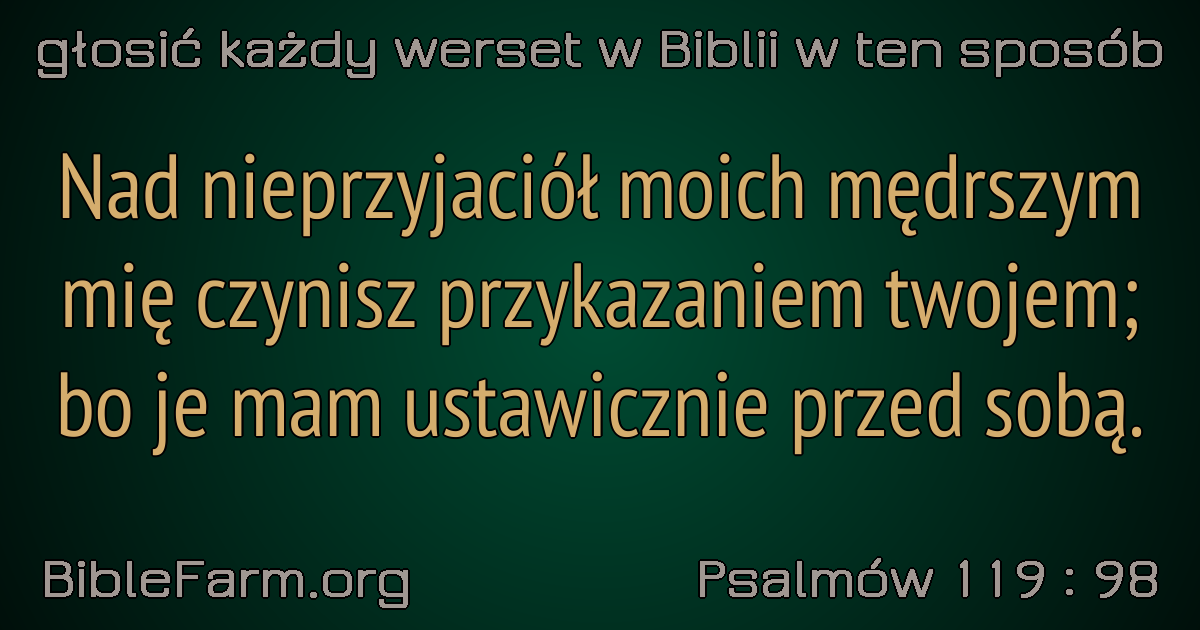 głosić każdy werset w Biblii w ten sposób
Nad nieprzyjaciół moich mędrszym
mię czynisz przykazaniem twojem;
bo je mam ustawicznie przed sobą.
BibleFarm.org
Psalmów 119 : 98